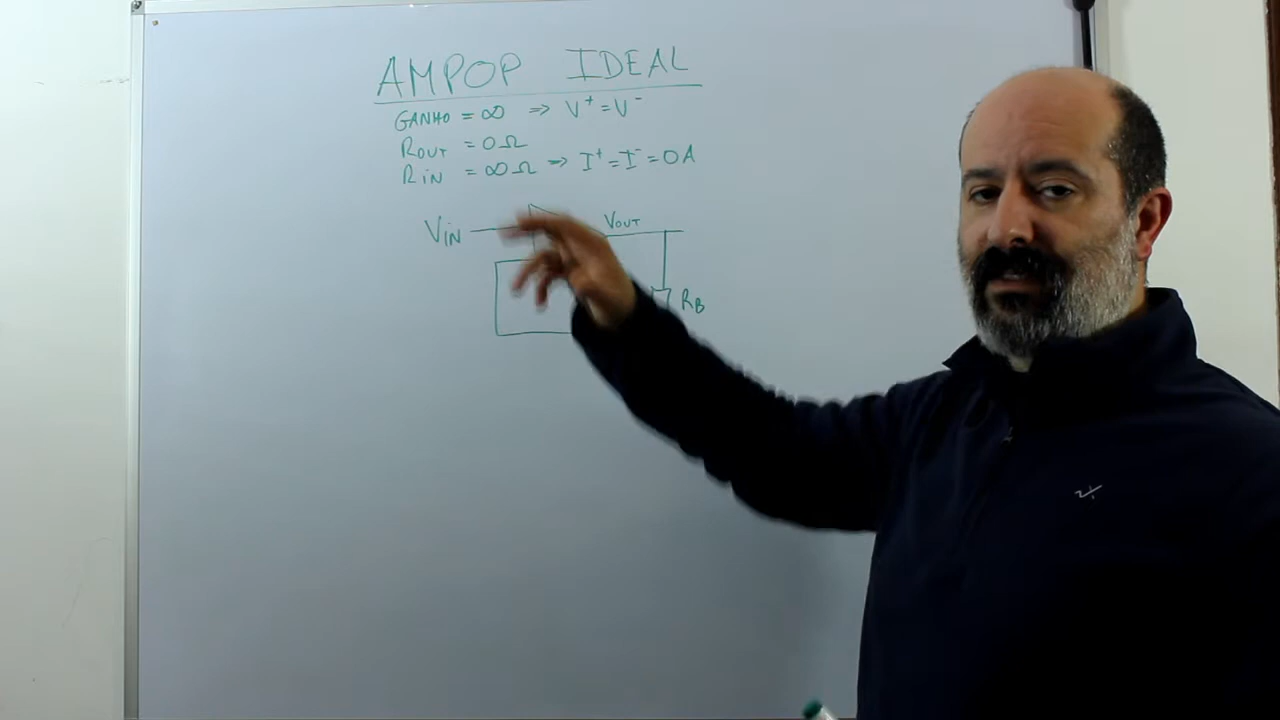 AMPOP IDEAL
GANHO = ∞ => V⁺ = V⁻
ROUT = 0Ω
RIN = ∞Ω => I⁺ = I⁻ = 0A
VIN VOUT
RB